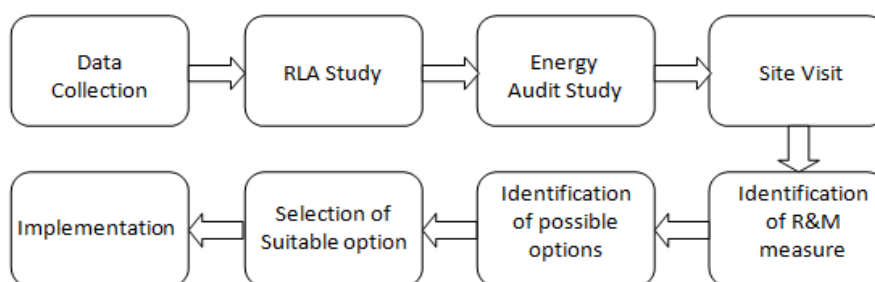 Data
Collection
RLA Study
Energy
Audit Study
Site Visit
Identification
of R&M
measure
Identification
of possible
options
Selection of
Suitable option
Implementation